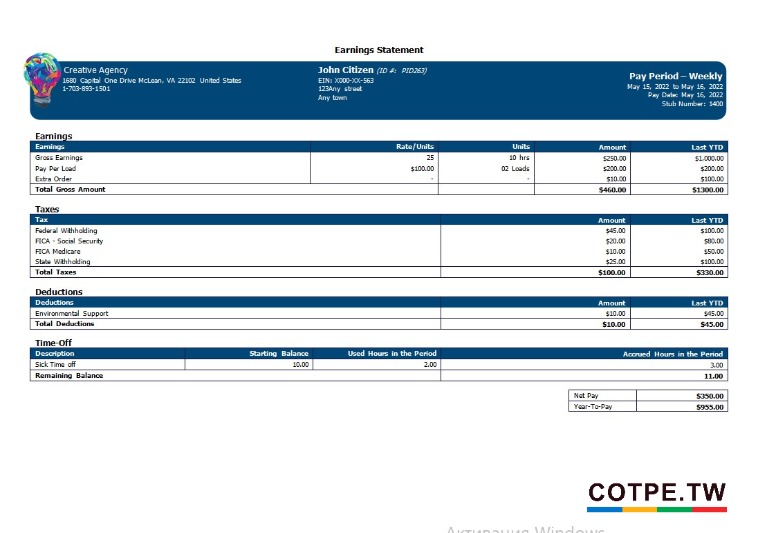 Earnings Statement
Creative Agency
1680 Capital One Drive McLean, VA 22102 United States
1-703-893-1501
John Citizen (ID #: PID263)
EIN: X000-XX-563
123Any street
Any town
Pay Period – Weekly
May 15, 2022 to May 16, 2022
Pay Date: May 16, 2022
Stub Number: 1400
Earnings
Earnings Rate/Units Units Amount Last YTD
Gross Earnings 25 10 hrs $250.00 $1,000.00
Pay Per Load $100.00 02 Loads $200.00 $200.00
Extra Order - - $10.00 $100.00
Total Gross Amount $460.00 $1300.00
Taxes
Tax Amount Last YTD
Federal Withholding $45.00 $100.00
FICA - Social Security $20.00 $80.00
FICA Medicare $10.00 $50.00
State Withholding $25.00 $100.00
Total Taxes $100.00 $330.00
Deductions
Deductions Amount Last YTD
Environmental Support $10.00 $45.00
Total Deductions $10.00 $45.00
Time-Off
Description Starting Balance Used Hours in the Period Accrued Hours in the Period
Sick Time off 10.00 2.00 3.00
Remaining Balance 11.00
Net Pay $350.00
Year-To-Pay $955.00
COTPE.TW
Активация Windows